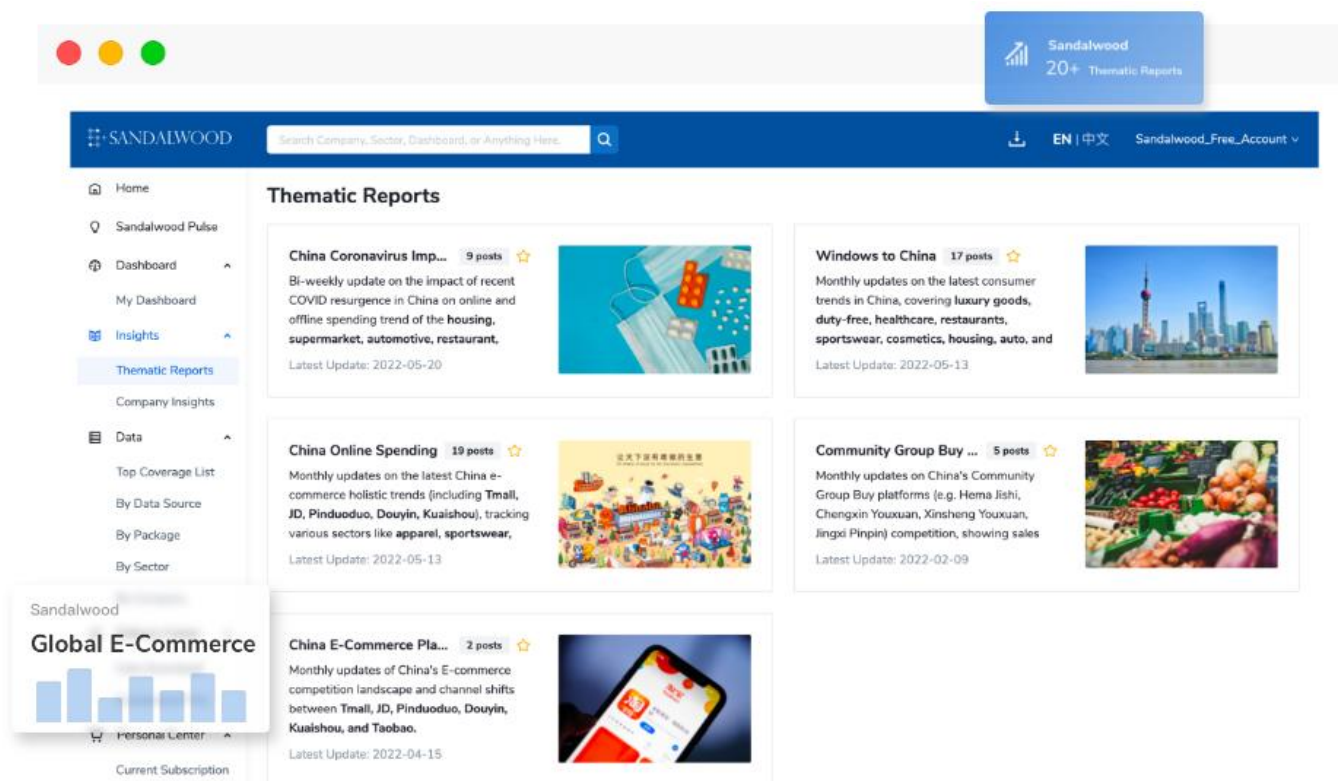 Sandalwood
20+ Thematic Reports
SANDALWOOD
Search Company, Sector, Dashboard, or Anything Here.
EN | 中文
Sandalwood_Free_Account
Home
Sandalwood Pulse
Dashboard
My Dashboard
Insights
Thematic Reports
Company Insights
Data
Top Coverage List
By Data Source
By Package
By Sector
Sandalwood
Global E-Commerce
Personal Center
Current Subscription
Thematic Reports
China Coronavirus Imp... 9 posts
Bi-weekly update on the impact of recent
COVID resurgence in China on online and
offline spending trend of the housing,
supermarket, automotive, restaurant,
Latest Update: 2022-05-20
Windows to China 17 posts
Monthly updates on the latest consumer
trends in China, covering luxury goods,
duty-free, healthcare, restaurants,
sportswear, cosmetics, housing, auto, and
Latest Update: 2022-05-13
China Online Spending 19 posts
Monthly updates on the latest China e-
commerce holistic trends (including Tmall,
JD, Pinduoduo, Douyin, Kuaishou), tracking
various sectors like apparel, sportswear,
Latest Update: 2022-05-13
让天下没有难做的生意
Community Group Buy ... 5 posts
Monthly updates on China's Community
Group Buy platforms (e.g. Hema Jishi,
Chengxin Youxuan, Xinsheng Youxuan,
Jingxi Pinpin) competition, showing sales
Latest Update: 2022-02-09
China E-Commerce Pla... 2 posts
Monthly updates of China's E-commerce
competition landscape and channel shifts
between Tmall, JD, Pinduoduo, Douyin,
Kuaishou, and Taobao.
Latest Update: 2022-04-15